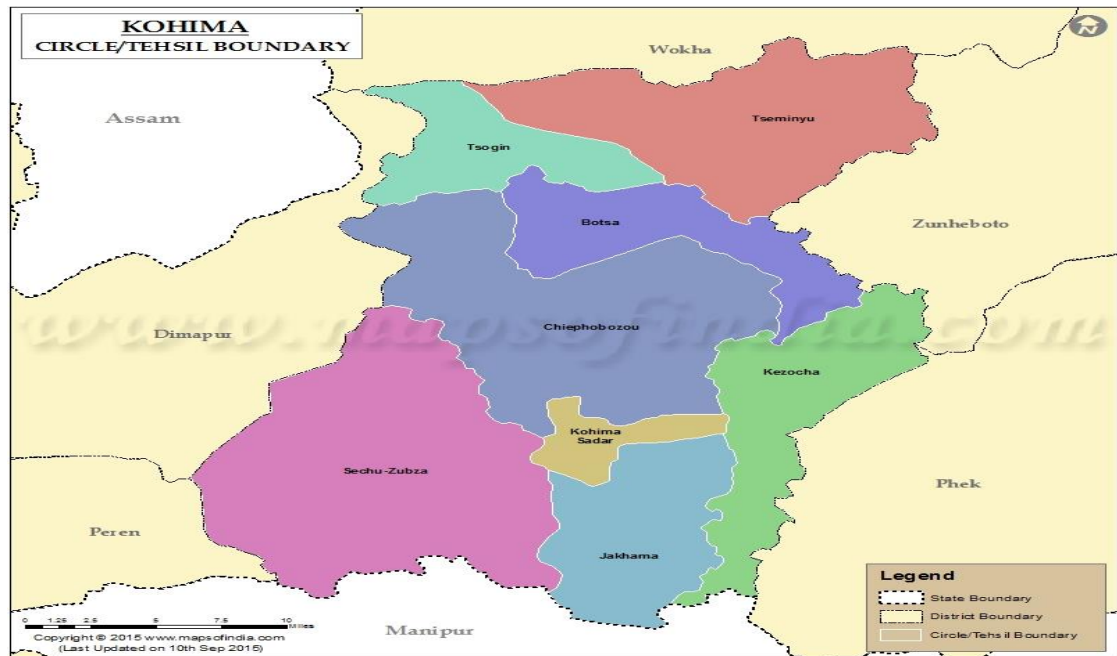 KOHIMA
CIRCLE/TEHSIL BOUNDARY
N
Wokha
Assam
Tseminyu
Tsogin
Botsa
Zunheboto
Chiephobozou
www.mapsofindia.com
Dimapur
Kezocha
Kohima
Sadar
Sechu-Zubza
Phek
Peren
Jakhama
Legend
State Boundary
District Boundary
Circle/Tehsil Boundary
0 1.25 2.5 5 7.5 10
Miles
Manipur
Copyright © 2015 www.mapsofindia.com
(Last Updated on 10th Sep 2015)